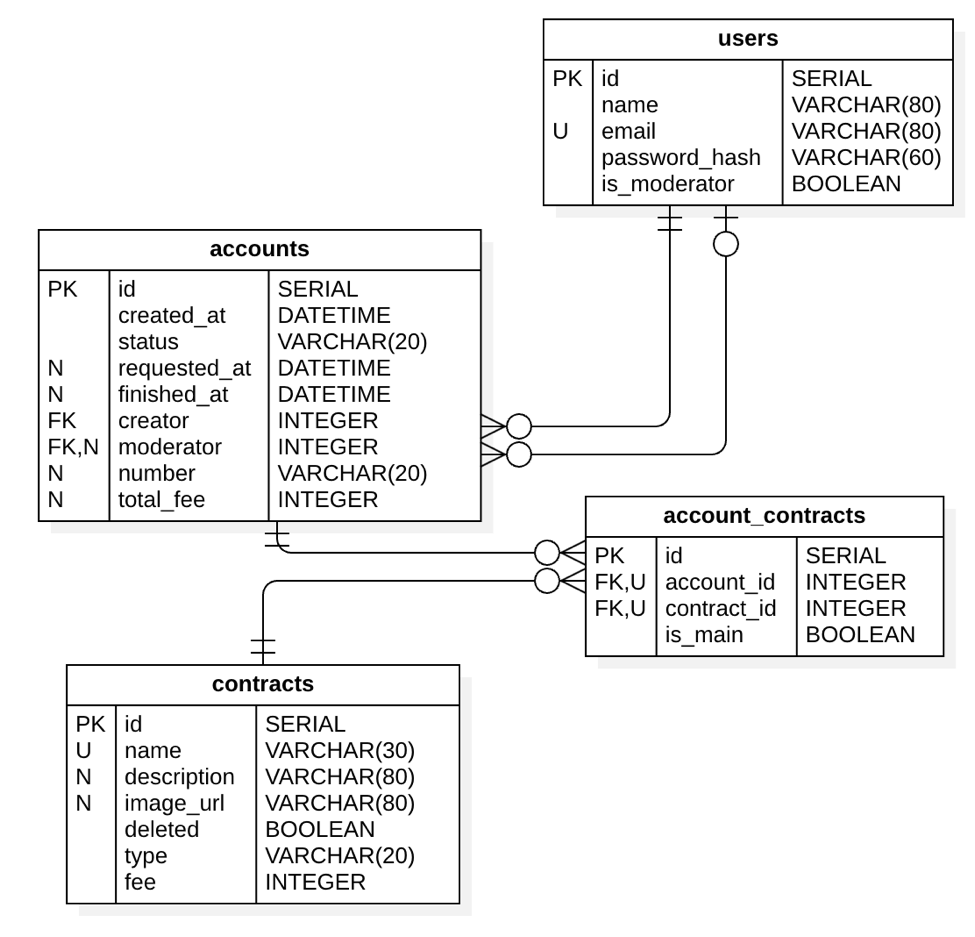 users
PK id SERIAL
name VARCHAR(80)
U email VARCHAR(80)
password_hash VARCHAR(60)
is_moderator BOOLEAN
accounts
PK id SERIAL
created_at DATETIME
status VARCHAR(20)
N requested_at DATETIME
N finished_at DATETIME
FK creator INTEGER
FK,N moderator INTEGER
N number VARCHAR(20)
N total_fee INTEGER
account_contracts
PK id SERIAL
FK,U account_id INTEGER
FK,U contract_id INTEGER
is_main BOOLEAN
contracts
PK id SERIAL
U name VARCHAR(30)
N description VARCHAR(80)
N image_url VARCHAR(80)
deleted BOOLEAN
type VARCHAR(20)
fee INTEGER